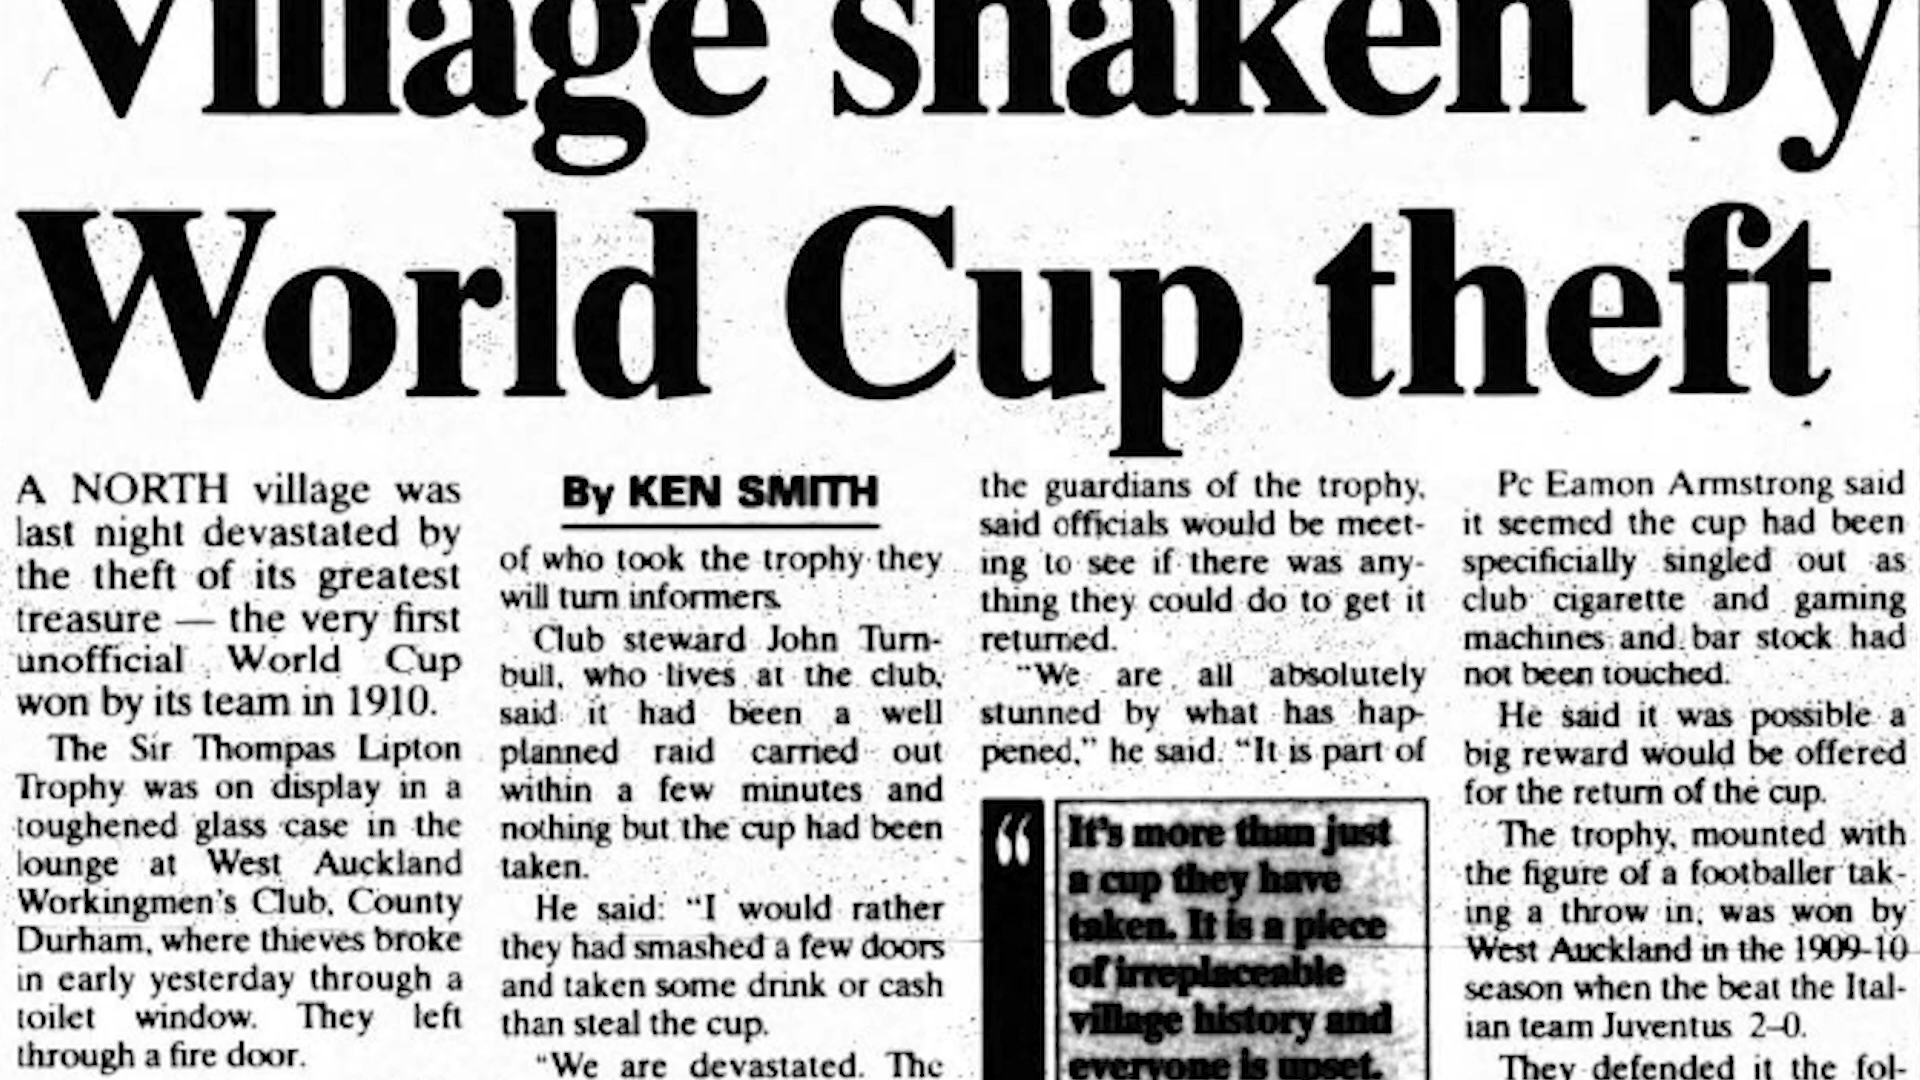 Village shaken by
World Cup theft
A NORTH village was
last night devastated by
the theft of its greatest
treasure — the very first
unofficial World Cup
won by its team in 1910.
The Sir Thompas Lipton
Trophy was on display in a
toughened glass case in the
lounge at West Auckland
Workingmen's Club, County
Durham, where thieves broke
in early yesterday through a
toilet window. They left
through a fire door.
By KEN SMITH
of who took the trophy they
will turn informers.
Club steward John Turn-
bull, who lives at the club,
said it had been a well
planned raid carried out
within a few minutes and
nothing but the cup had been
taken.
He said: "I would rather
they had smashed a few doors
and taken some drink or cash
than steal the cup.
"We are devastated. The
the guardians of the trophy,
said officials would be meet-
ing to see if there was any-
thing they could do to get it
returned.
"We are all absolutely
stunned by what has hap-
pened," he said. "It is part of
“ It's more than just
a cup they have
taken. It is a piece
of irreplaceable
village history and
everyone is upset.
Pc Eamon Armstrong said
it seemed the cup had been
specificially singled out as
club cigarette and gaming
machines and bar stock had
not been touched.
He said it was possible a
big reward would be offered
for the return of the cup.
The trophy, mounted with
the figure of a footballer tak-
ing a throw in, was won by
West Auckland in the 1909-10
season when the beat the Ital-
ian team Juventus 2–0.
They defended it the fol-